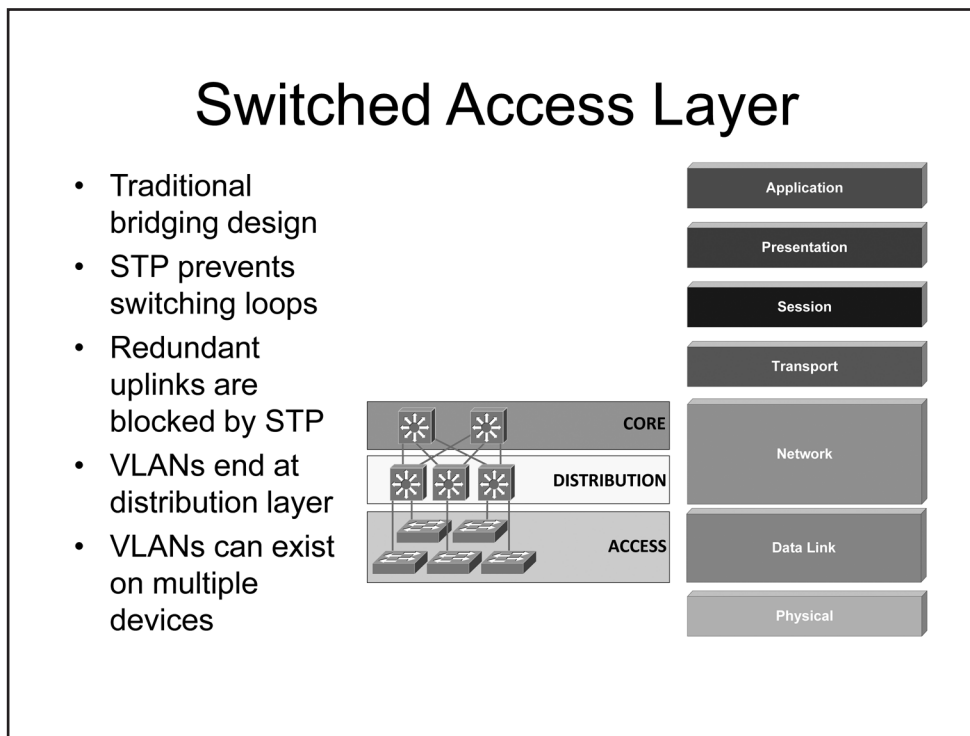 Switched Access Layer
• Traditional
bridging design
• STP prevents
switching loops
• Redundant
uplinks are
blocked by STP
• VLANs end at
distribution layer
• VLANs can exist
on multiple
devices
CORE
DISTRIBUTION
ACCESS
Application
Presentation
Session
Transport
Network
Data Link
Physical